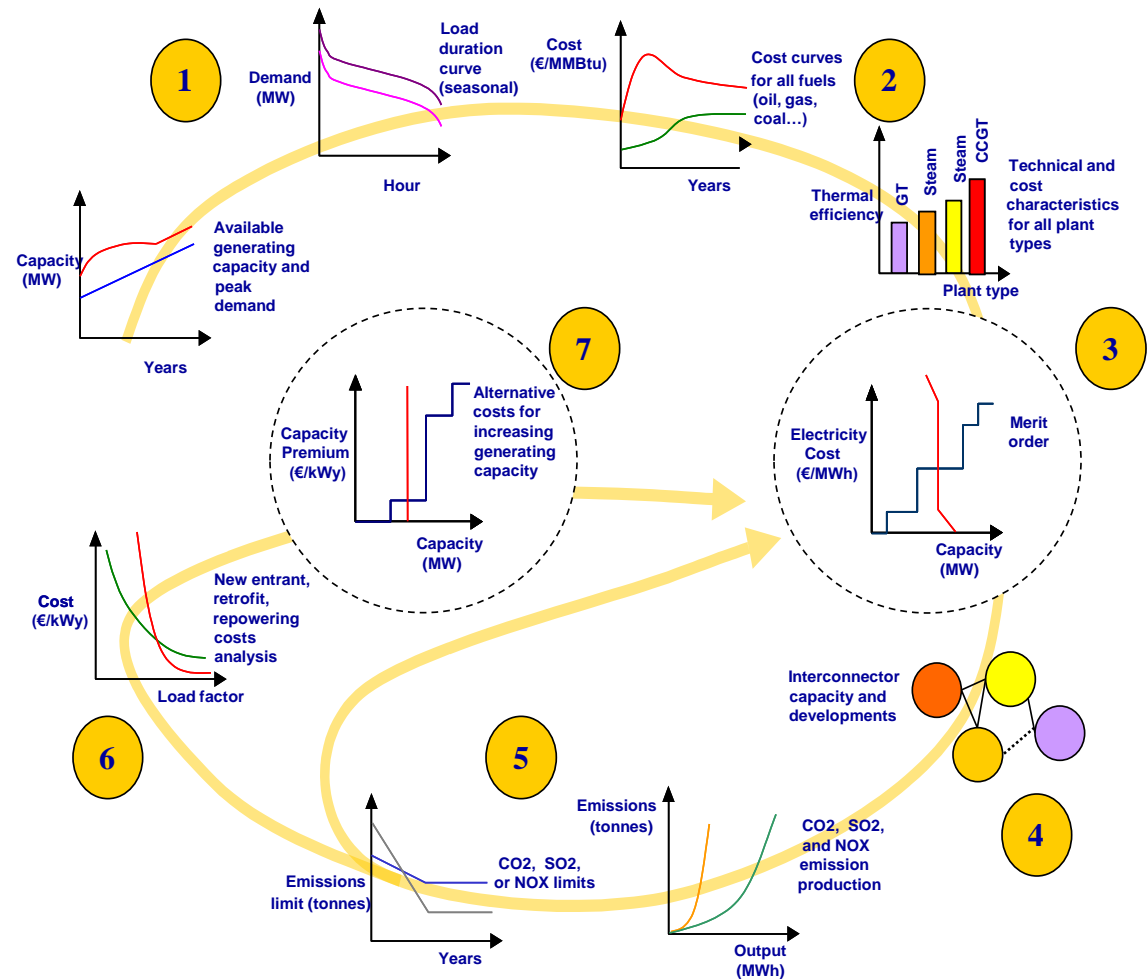 1
Demand
(MW)
Load
duration
curve
(seasonal)
Hour
Cost
(€/MMBtu)
Cost curves
for all fuels
(oil, gas,
coal…)
Years
2
Thermal
efficiency
GT
Steam
Steam
CCGT
Technical and
cost
characteristics
for all plant
types
Plant type
Capacity
(MW)
Available
generating
capacity and
peak
demand
Years
7
Capacity
Premium
(€/kWy)
Alternative
costs for
increasing
generating
capacity
Capacity
(MW)
3
Electricity
Cost
(€/MWh)
Merit
order
Capacity
(MW)
Cost
(€/kWy)
New entrant,
retrofit,
repowering
costs
analysis
Load factor
6
Interconnector
capacity and
developments
4
5
Emissions
limit (tonnes)
CO2, SO2,
or NOX limits
Years
Emissions
(tonnes)
CO2, SO2,
and NOX
emission
production
Output
(MWh)